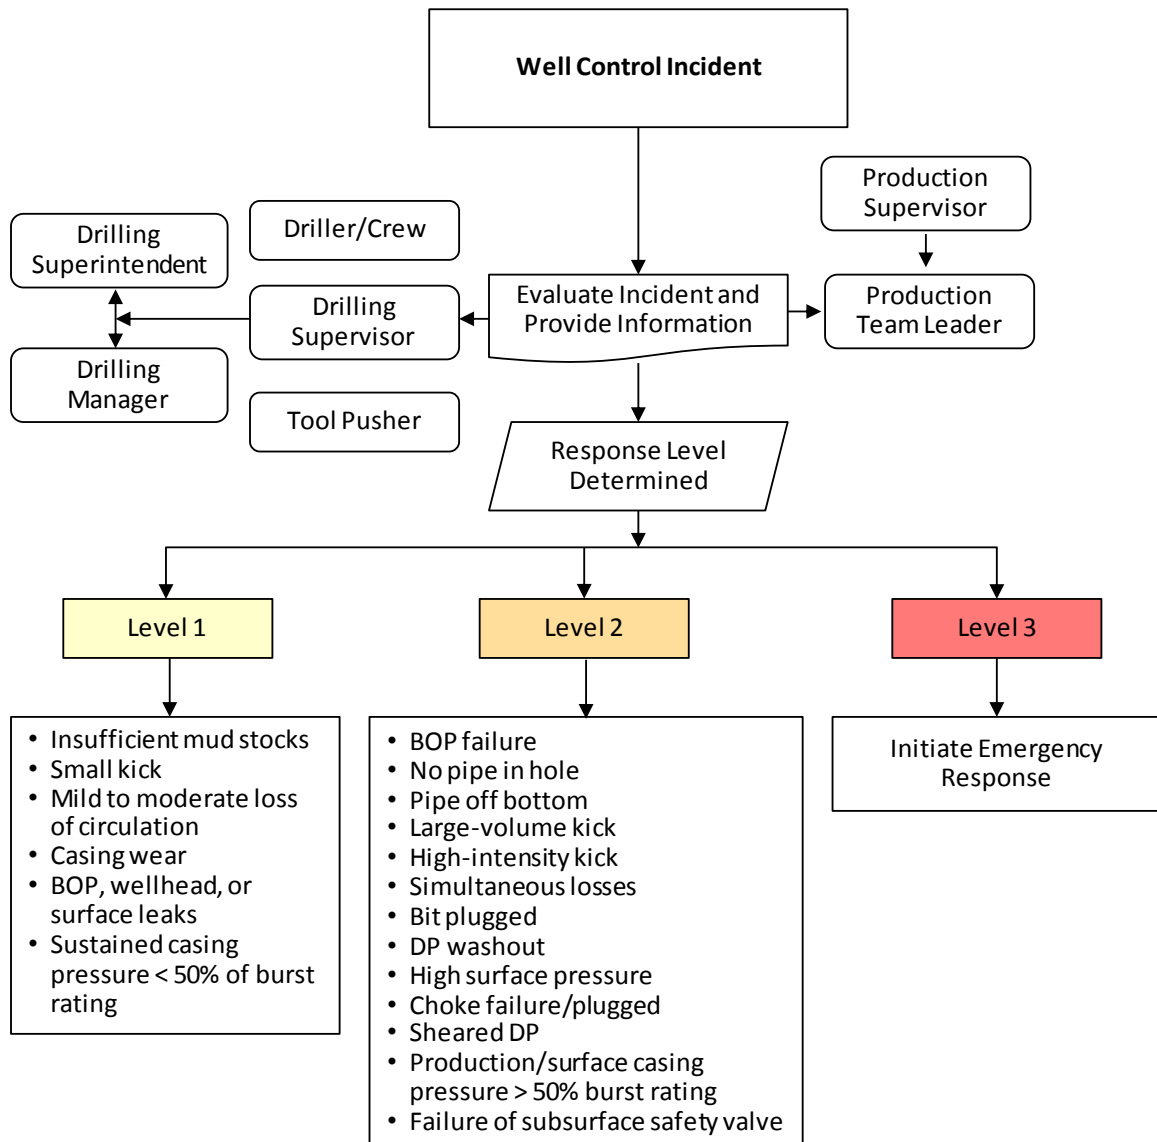 Well Control Incident
Production
Supervisor
Driller/Crew
Drilling
Superintendent
Evaluate Incident and
Provide Information
Drilling
Supervisor
Production
Team Leader
Drilling
Manager
Tool Pusher
Response Level
Determined
Level 1
Level 2
Level 3
• Insufficient mud stocks
• Small kick
• Mild to moderate loss
of circulation
• Casing wear
• BOP, wellhead, or
surface leaks
• Sustained casing
pressure < 50% of burst
rating
• BOP failure
• No pipe in hole
• Pipe off bottom
• Large-volume kick
• High-intensity kick
• Simultaneous losses
• Bit plugged
• DP washout
• High surface pressure
• Choke failure/plugged
• Sheared DP
• Production/surface casing
pressure > 50% burst rating
• Failure of subsurface safety valve
Initiate Emergency
Response